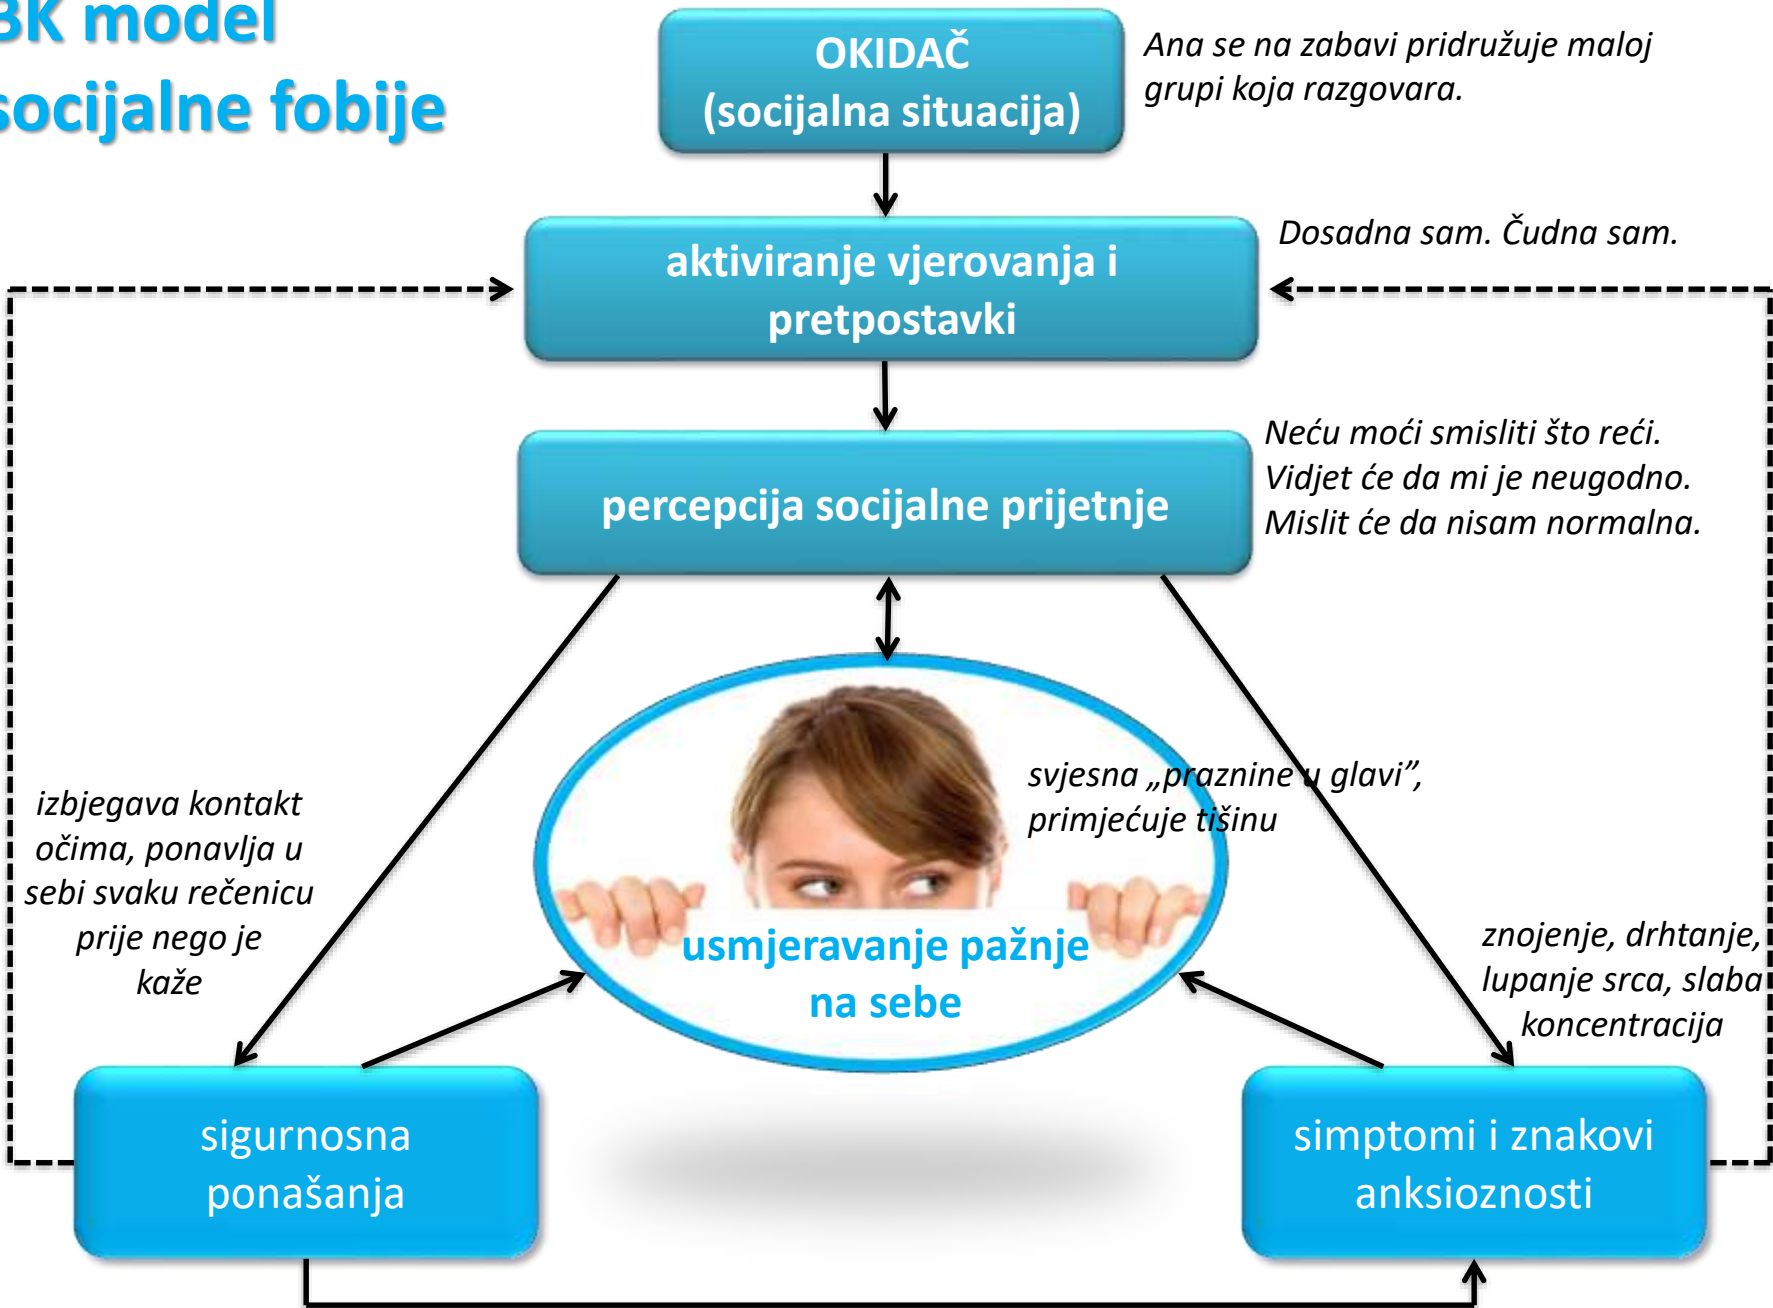 BK model
socijalne fobije
OKIDAČ
(socijalna situacija)
Ana se na zabavi pridružuje maloj
grupi koja razgovara.
aktiviranje vjerovanja i
pretpostavki
Dosadna sam. Čudna sam.
percepcija socijalne prijetnje
Neću moći smisliti što reći.
Vidjet će da mi je neugodno.
Mislit će da nisam normalna.
svjesna „praznine u glavi”,
primjećuje tišinu
izbjegava kontakt
očima, ponavlja u
sebi svaku rečenicu
prije nego je
kaže
usmjeravanje pažnje
na sebe
znojenje, drhtanje,
lupanje srca, slaba
koncentracija
sigurnosna
ponašanja
simptomi i znakovi
anksioznosti